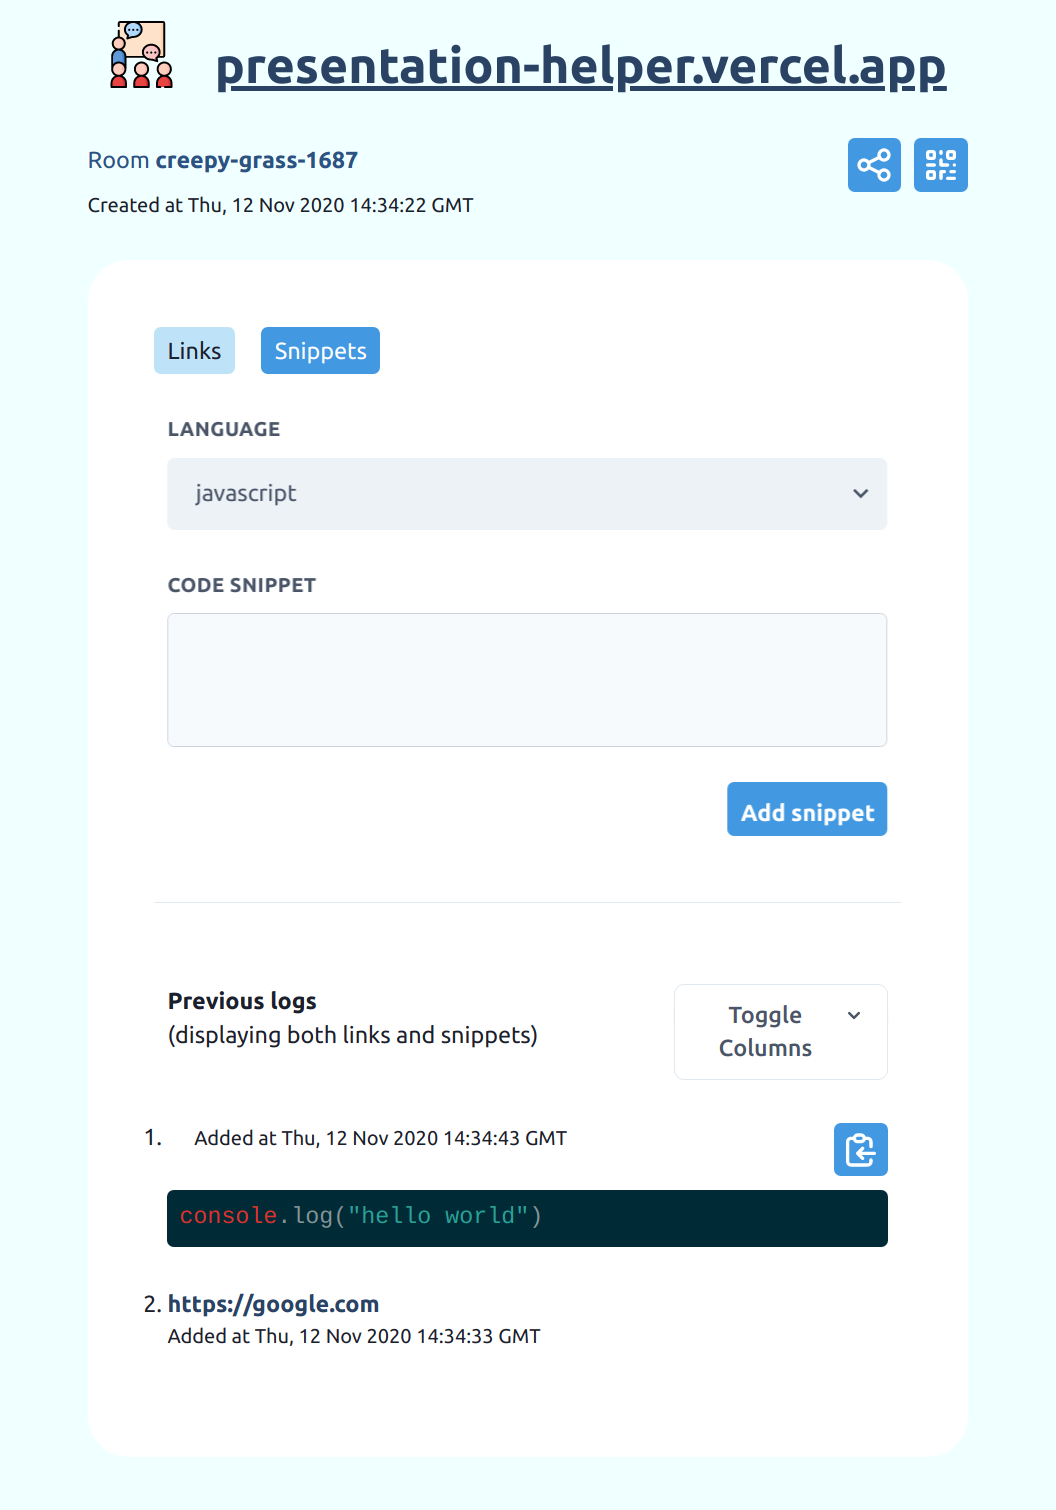 presentation-helper.vercel.app
Room creepy-grass-1687
Created at Thu, 12 Nov 2020 14:34:22 GMT
Links
Snippets
LANGUAGE
javascript
CODE SNIPPET
Add snippet
Previous logs
(displaying both links and snippets)
Toggle
Columns
1. Added at Thu, 12 Nov 2020 14:34:43 GMT
console.log("hello world")
2. https://google.com
Added at Thu, 12 Nov 2020 14:34:33 GMT